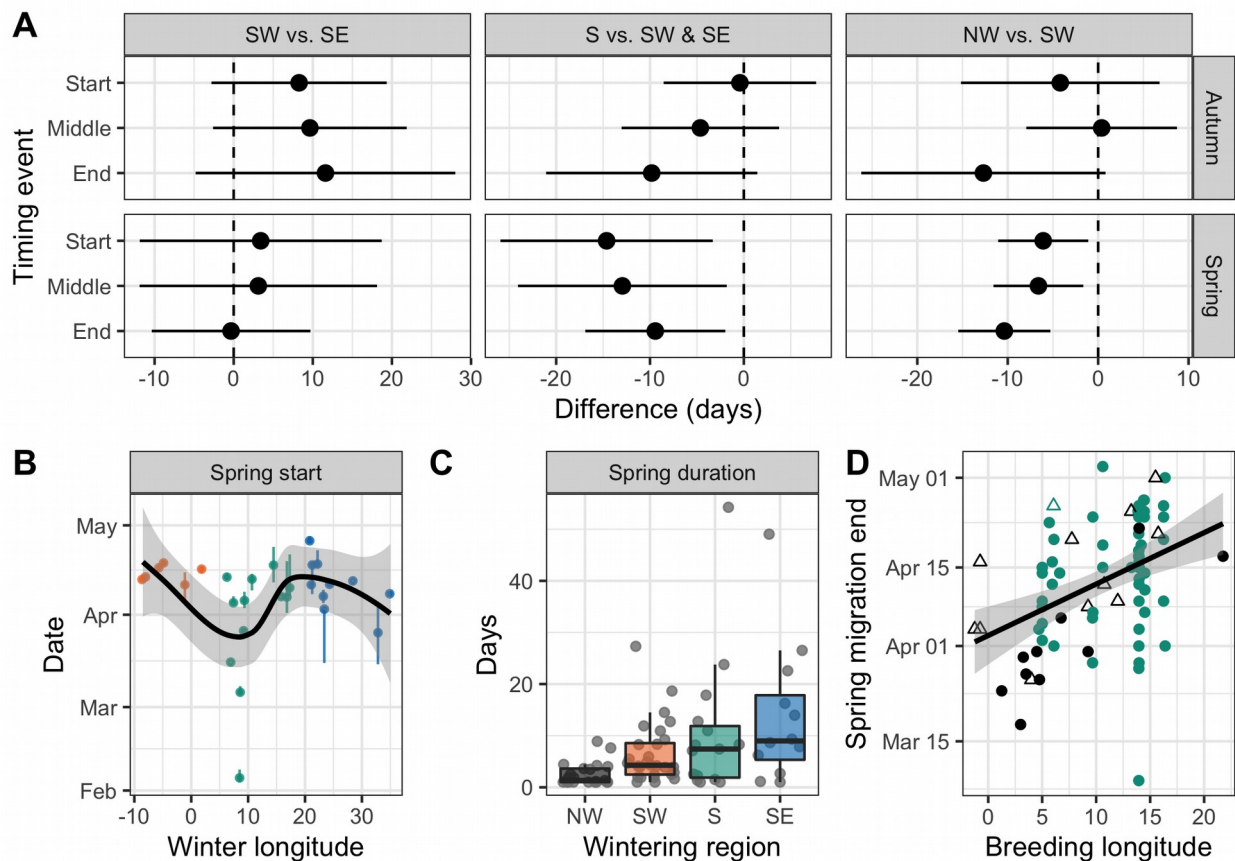 A
SW vs. SE
S vs. SW & SE
NW vs. SW
Timing event
Start
Middle
End
Autumn
Start
Middle
End
Spring
-10 0 10 20 30
-20 0
-20 -10 0 10
Difference (days)
B
Spring start
Date
May
Apr
Mar
Feb
-10 0 10 20 30
Winter longitude
C
Spring duration
Days
40
20
0
NW SW S SE
Wintering region
D
Spring migration end
May 01
Apr 15
Apr 01
Mar 15
0 5 10 15 20
Breeding longitude